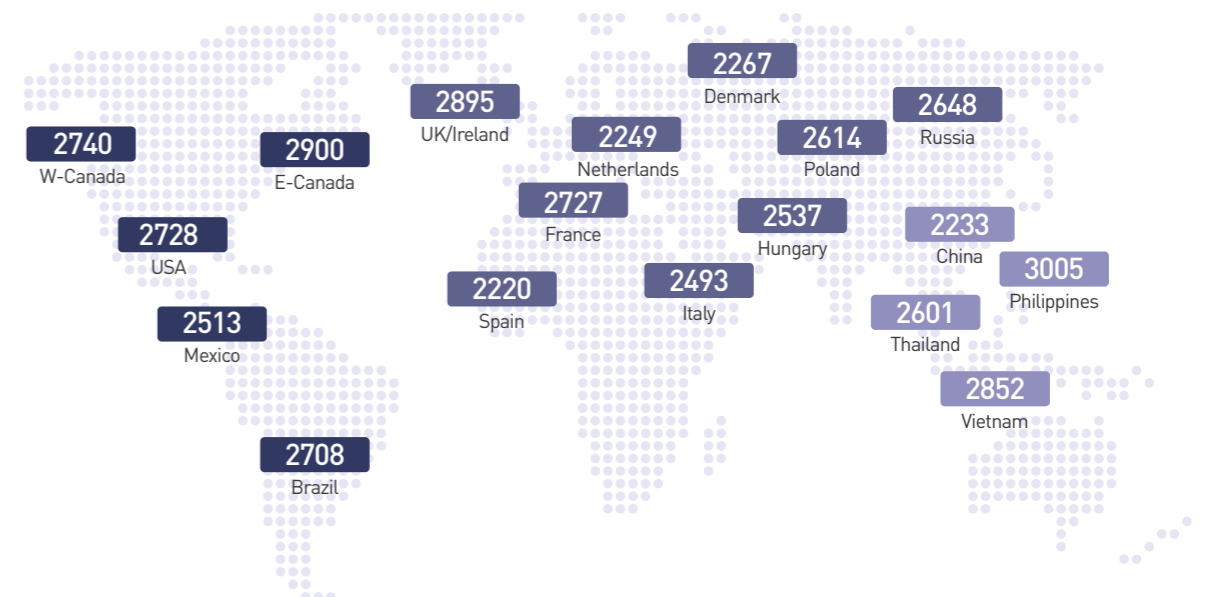 2267
Denmark
2895
UK/Ireland
2648
Russia
2249
Netherlands
2614
Poland
2740
W-Canada
2900
E-Canada
2727
France
2537
Hungary
2233
China
2728
USA
3005
Philippines
2220
Spain
2493
Italy
2601
Thailand
2513
Mexico
2852
Vietnam
2708
Brazil